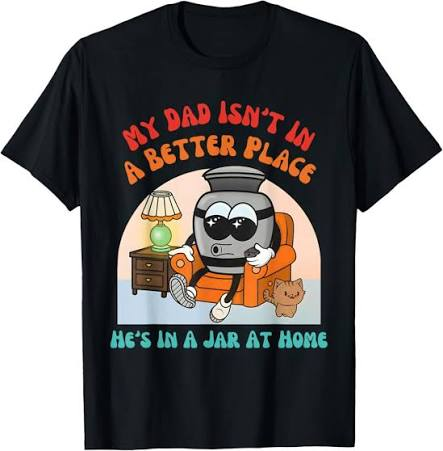 MY DAD ISN'T IN
A BETTER PLACE
HE'S IN A JAR AT HOME